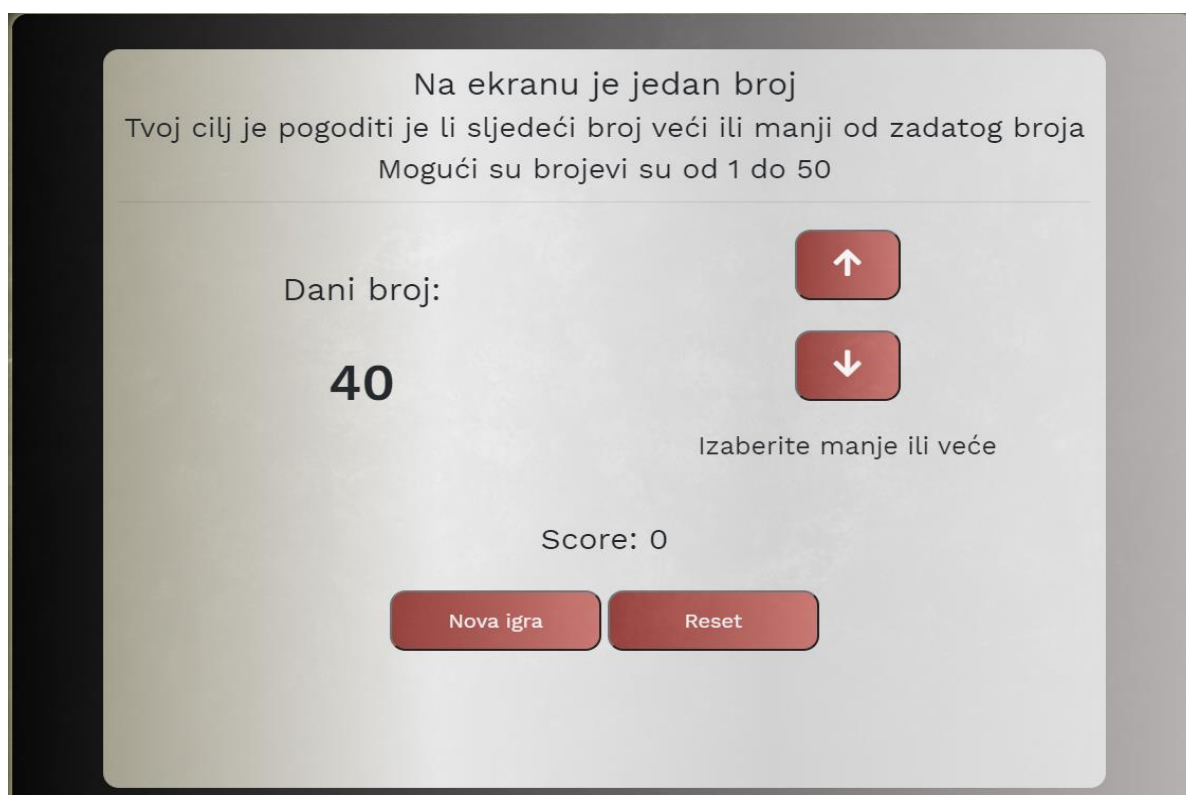 Na ekranu je jedan broj
Tvoj cilj je pogoditi je li sljedeći broj veći ili manji od zadatog broja
Mogući su brojevi su od 1 do 50
Dani broj:
40
Izaberite manje ili veće
Score: 0
Nova igra
Reset